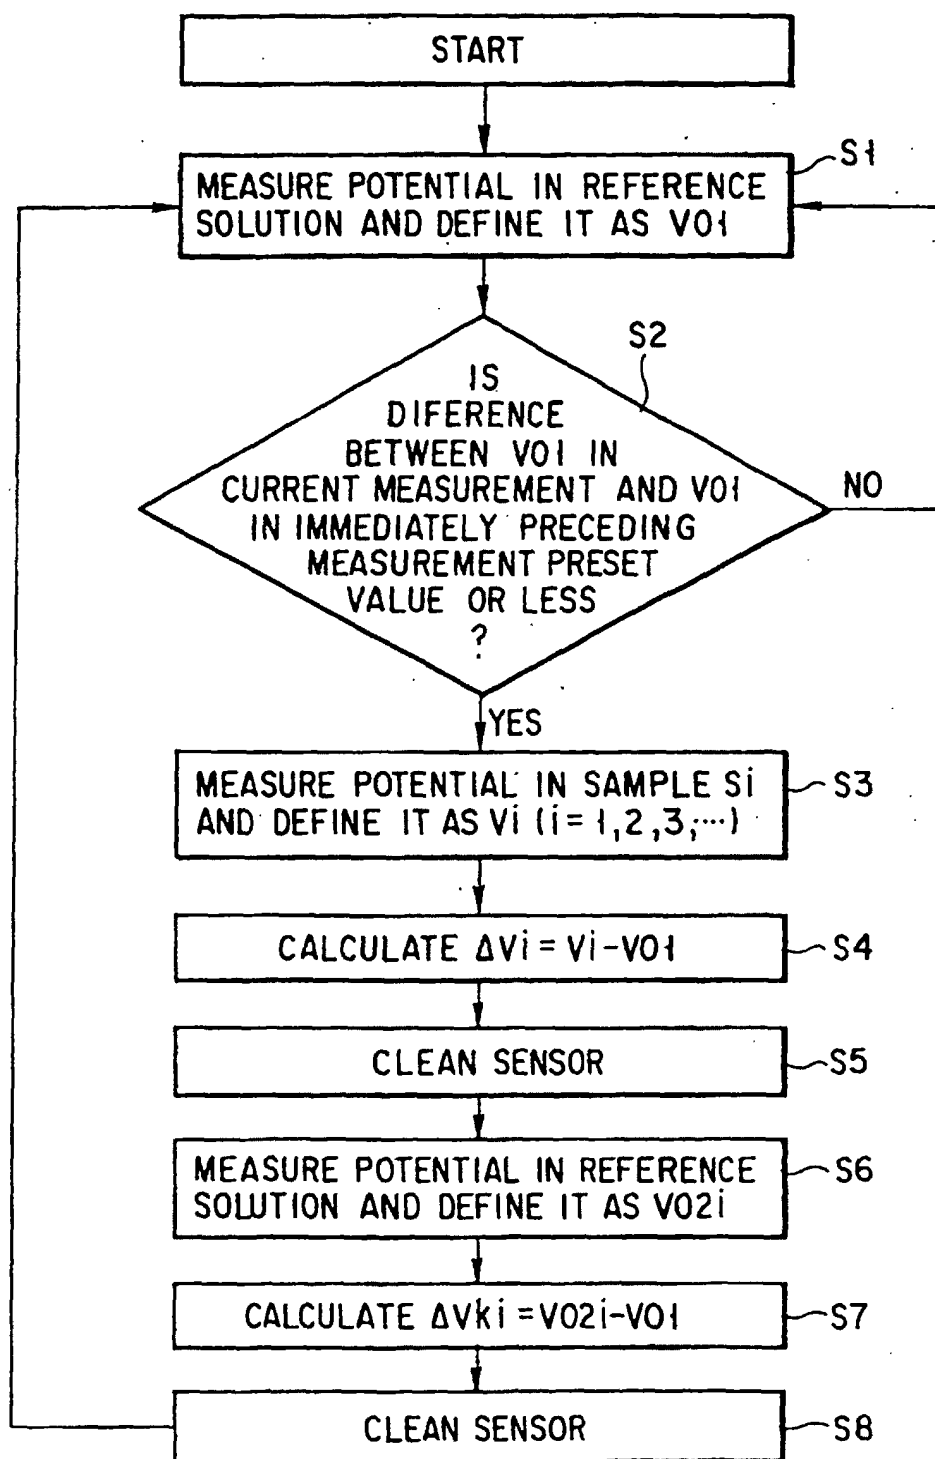 START
S1
MEASURE POTENTIAL IN REFERENCE
SOLUTION AND DEFINE IT AS V01
S2
IS
DIFERENCE
BETWEEN V01 IN
CURRENT MEASUREMENT AND V01
IN IMMEDIATELY PRECEDING
MEASUREMENT PRESET
VALUE OR LESS
?
NO
YES
MEASURE POTENTIAL IN SAMPLE Si
AND DEFINE IT AS Vi (i=1,2,3,···)
S3
CALCULATE ΔVi=Vi-V01
S4
CLEAN SENSOR
S5
MEASURE POTENTIAL IN REFERENCE
SOLUTION AND DEFINE IT AS V02i
S6
CALCULATE ΔVki=V02i-V01
S7
CLEAN SENSOR
S8